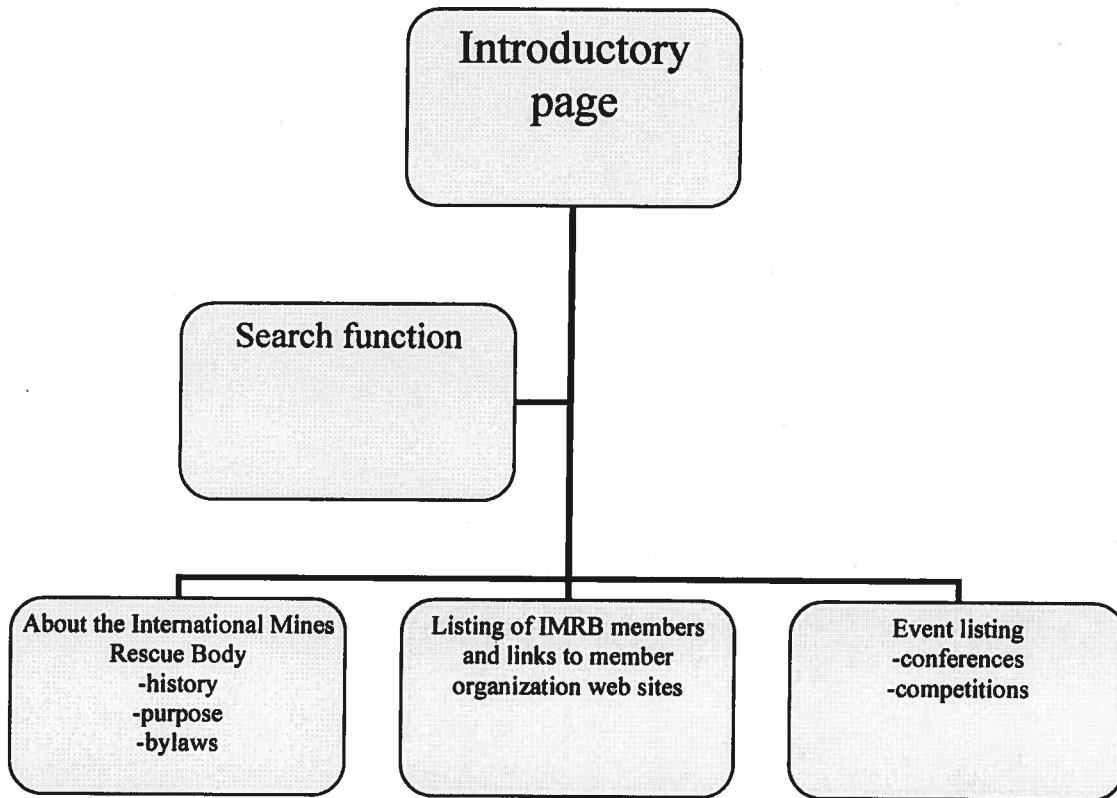 Introductory
page
Search function
About the International Mines
Rescue Body
-history
-purpose
-bylaws
Listing of IMRB members
and links to member
organization web sites
Event listing
-conferences
-competitions